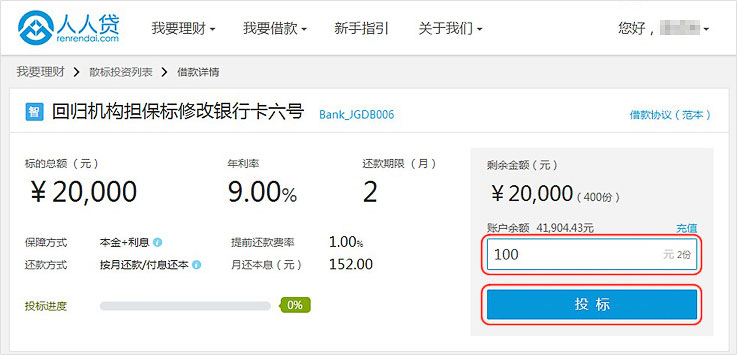 人人贷
renrendai.com
我要理财 我要借款 新手指引 关于我们 您好，
我要理财 > 散标投资列表 > 借款详情
智 回归机构担保标修改银行卡六号 Bank_JGDB006 借款协议（范本）
标的总额（元） 年利率 还款期限（月）
¥20,000 9.00% 2
保障方式 本金+利息 提前还款费率 1.00%
还款方式 按月还款/付息还本 月还本息（元） 152.00
投标进度 0%
剩余金额(元)
¥20,000(400份)
账户余额 41,904.43元 充值
100 元 2份
投 标